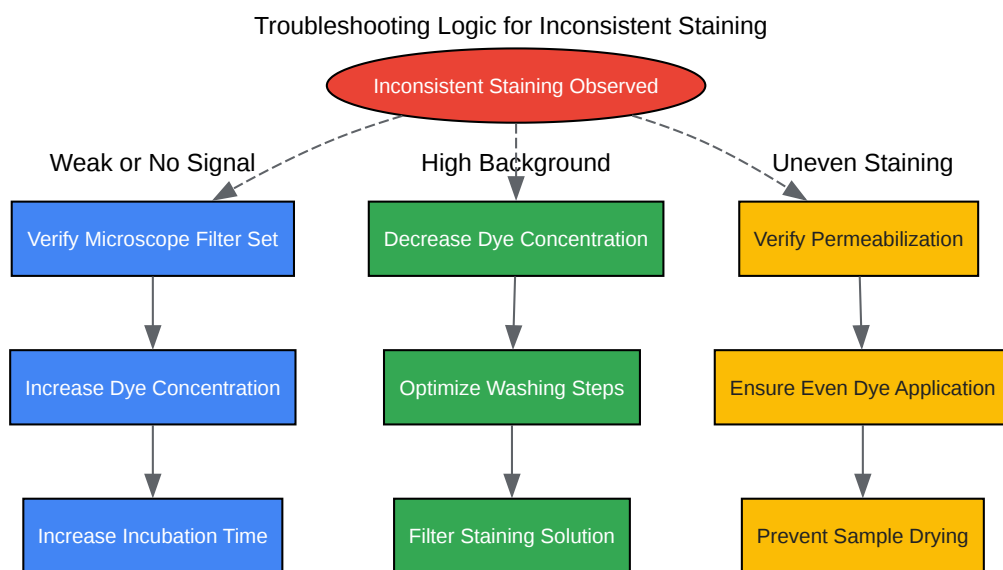 Troubleshooting Logic for Inconsistent Staining
Inconsistent Staining Observed
Weak or No Signal
High Background
Uneven Staining
Verify Microscope Filter Set
Decrease Dye Concentration
Verify Permeabilization
Increase Dye Concentration
Optimize Washing Steps
Ensure Even Dye Application
Increase Incubation Time
Filter Staining Solution
Prevent Sample Drying